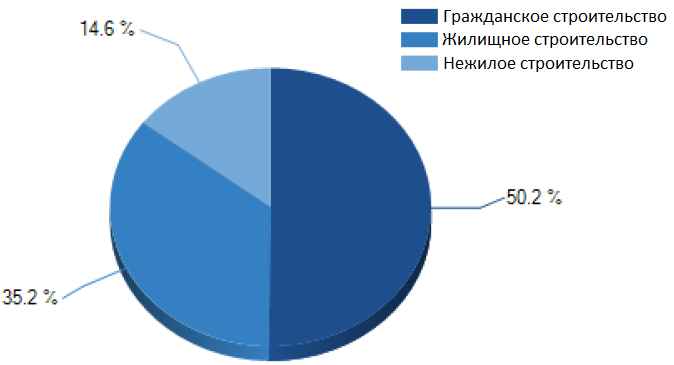 Гражданское строительство
Жилищное строительство
Нежилое строительство
14.6 %
50.2 %
35.2 %